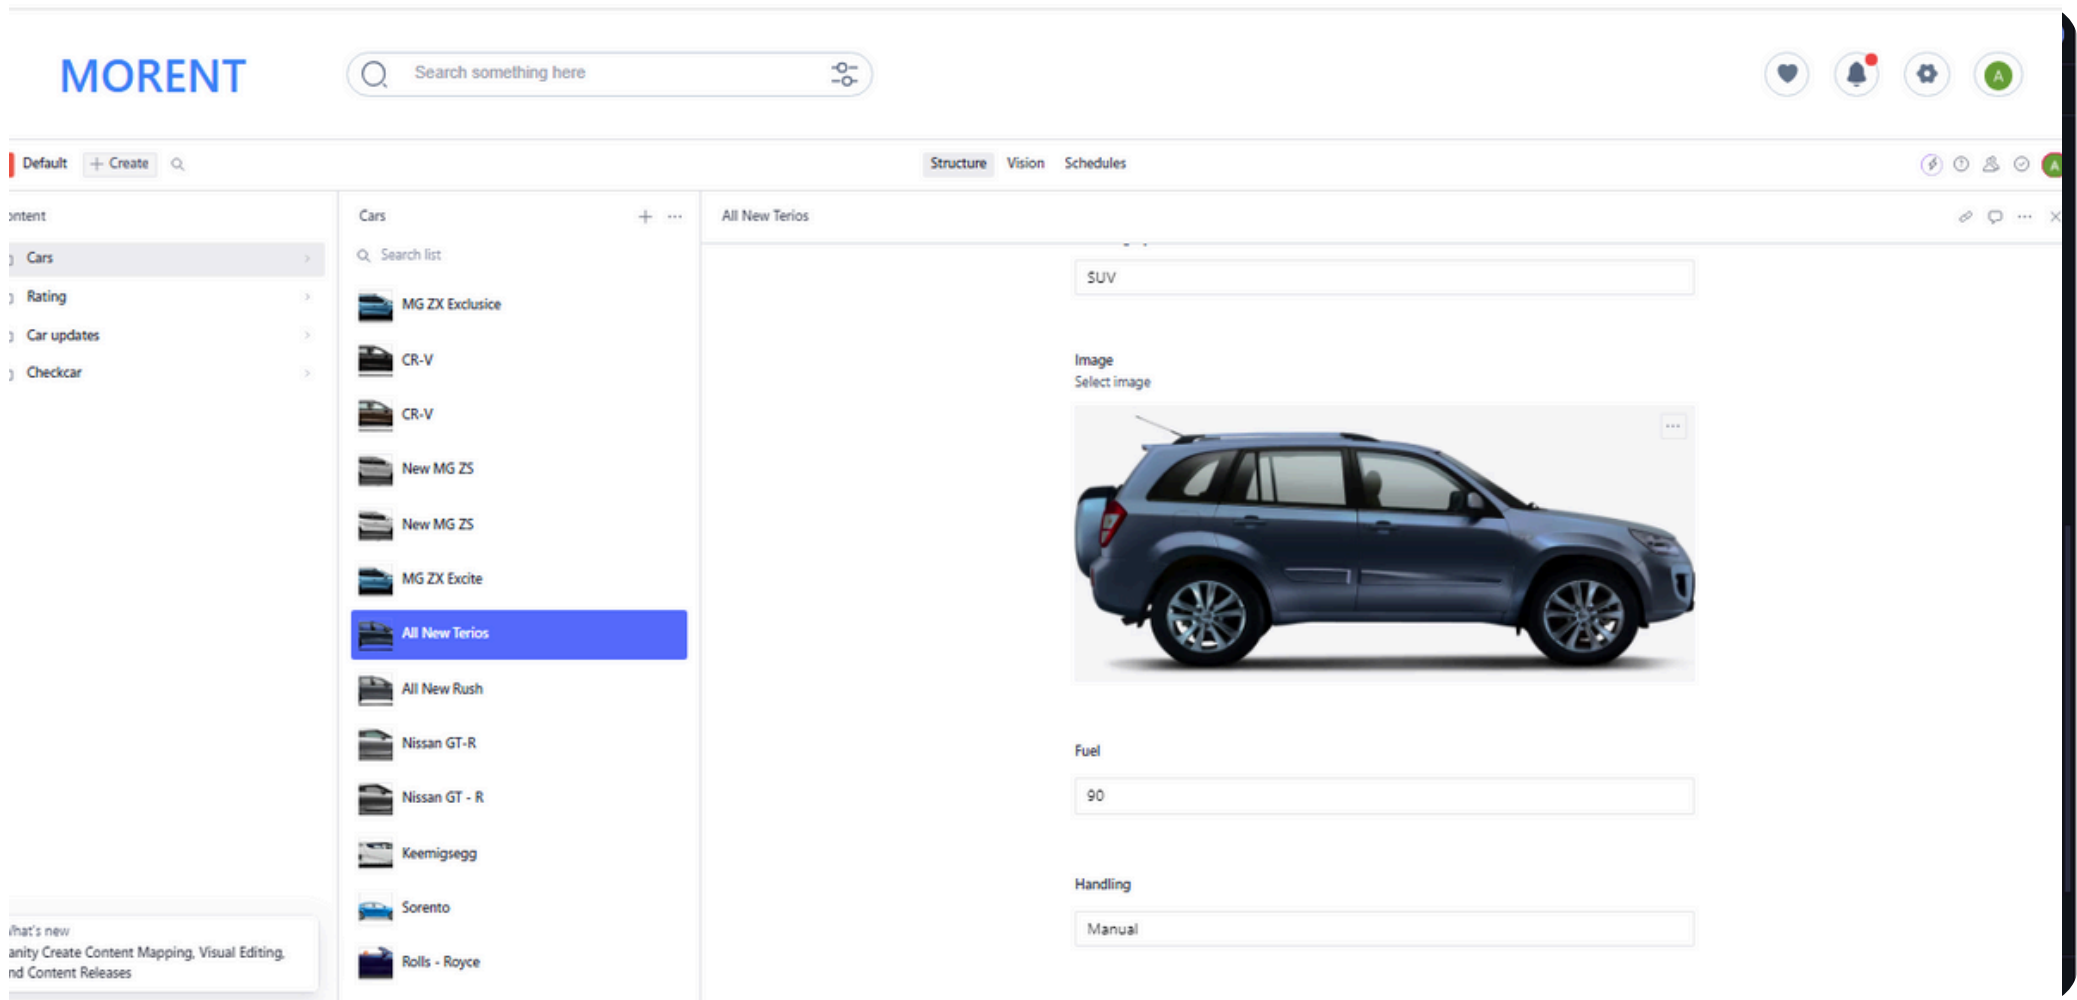 MORENT
Search something here
A
Default
+ Create
Structure
Vision
Schedules
A
ontent
Cars
Rating
Car updates
Checkcar
What's new
anity Create Content Mapping, Visual Editing,
nd Content Releases
Cars
Search list
MG ZX Exclusice
CR-V
CR-V
New MG ZS
New MG ZS
MG ZX Excite
All New Terios
All New Rush
Nissan GT-R
Nissan GT - R
Keemigsegg
Sorento
Rolls - Royce
All New Terios
SUV
Image
Select image
Fuel
90
Handling
Manual